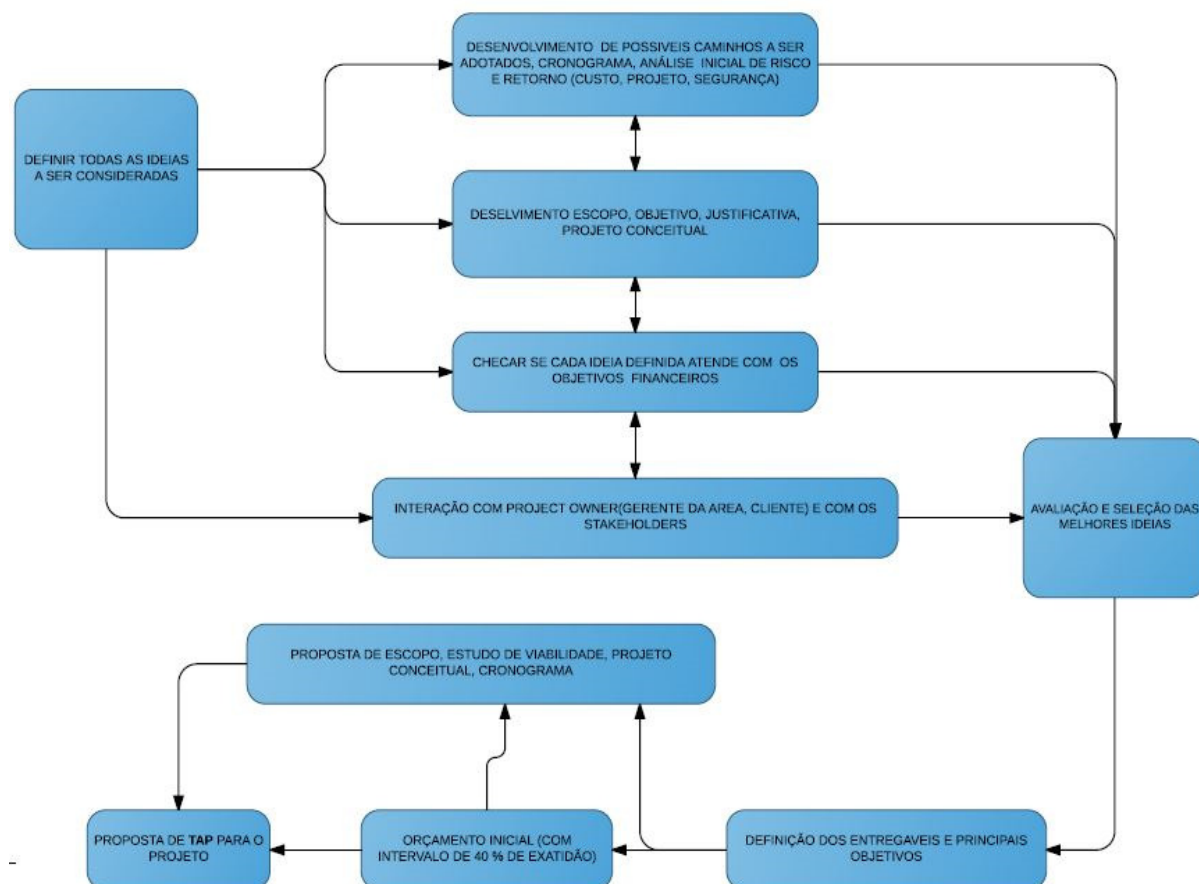 DESENVOLVIMENTO DE POSSIVEIS CAMINHOS A SER
ADOTADOS, CRONOGRAMA, ANÁLISE INICIAL DE RISCO
E RETORNO (CUSTO, PROJETO, SEGURANÇA)
DEFINIR TODAS AS IDEIAS
A SER CONSIDERADAS
DESELVIMENTO ESCOPO, OBJETIVO, JUSTIFICATIVA,
PROJETO CONCEITUAL
CHECAR SE CADA IDEIA DEFINIDA ATENDE COM OS
OBJETIVOS FINANCEIROS
INTERAÇÃO COM PROJECT OWNER(GERENTE DA AREA, CLIENTE) E COM OS
STAKEHOLDERS
AVALIAÇÃO E SELEÇÃO DAS
MELHORES IDEIAS
PROPOSTA DE ESCOPO, ESTUDO DE VIABILIDADE, PROJETO
CONCEITUAL, CRONOGRAMA
PROPOSTA DE TAP PARA O
PROJETO
ORÇAMENTO INICIAL (COM
INTERVALO DE 40 % DE EXATIDÃO)
DEFINIÇÃO DOS ENTREGAVEIS E PRINCIPAIS
OBJETIVOS